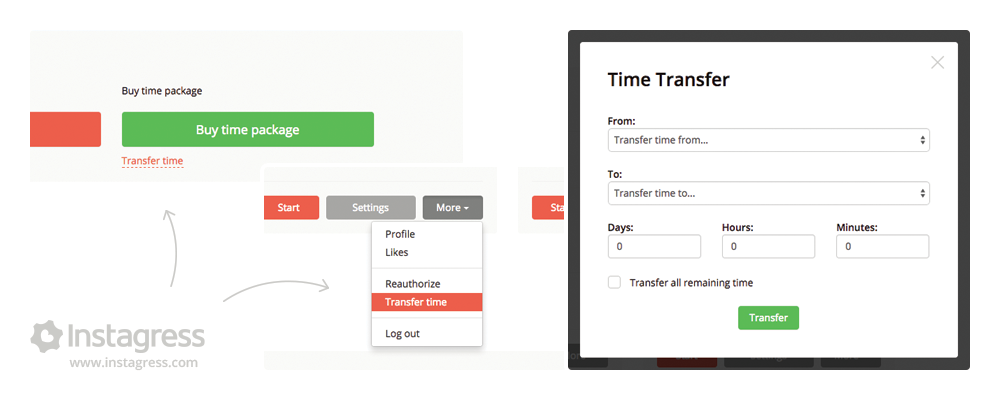 Buy time package
Buy time package
Transfer time
Start
Settings
More
Profile
Likes
Reauthorize
Transfer time
Log out
Instagress
www.instagress.com
Time Transfer
From:
Transfer time from...
To:
Transfer time to...
Days: Hours: Minutes:
0 0 0
Transfer all remaining time
Transfer